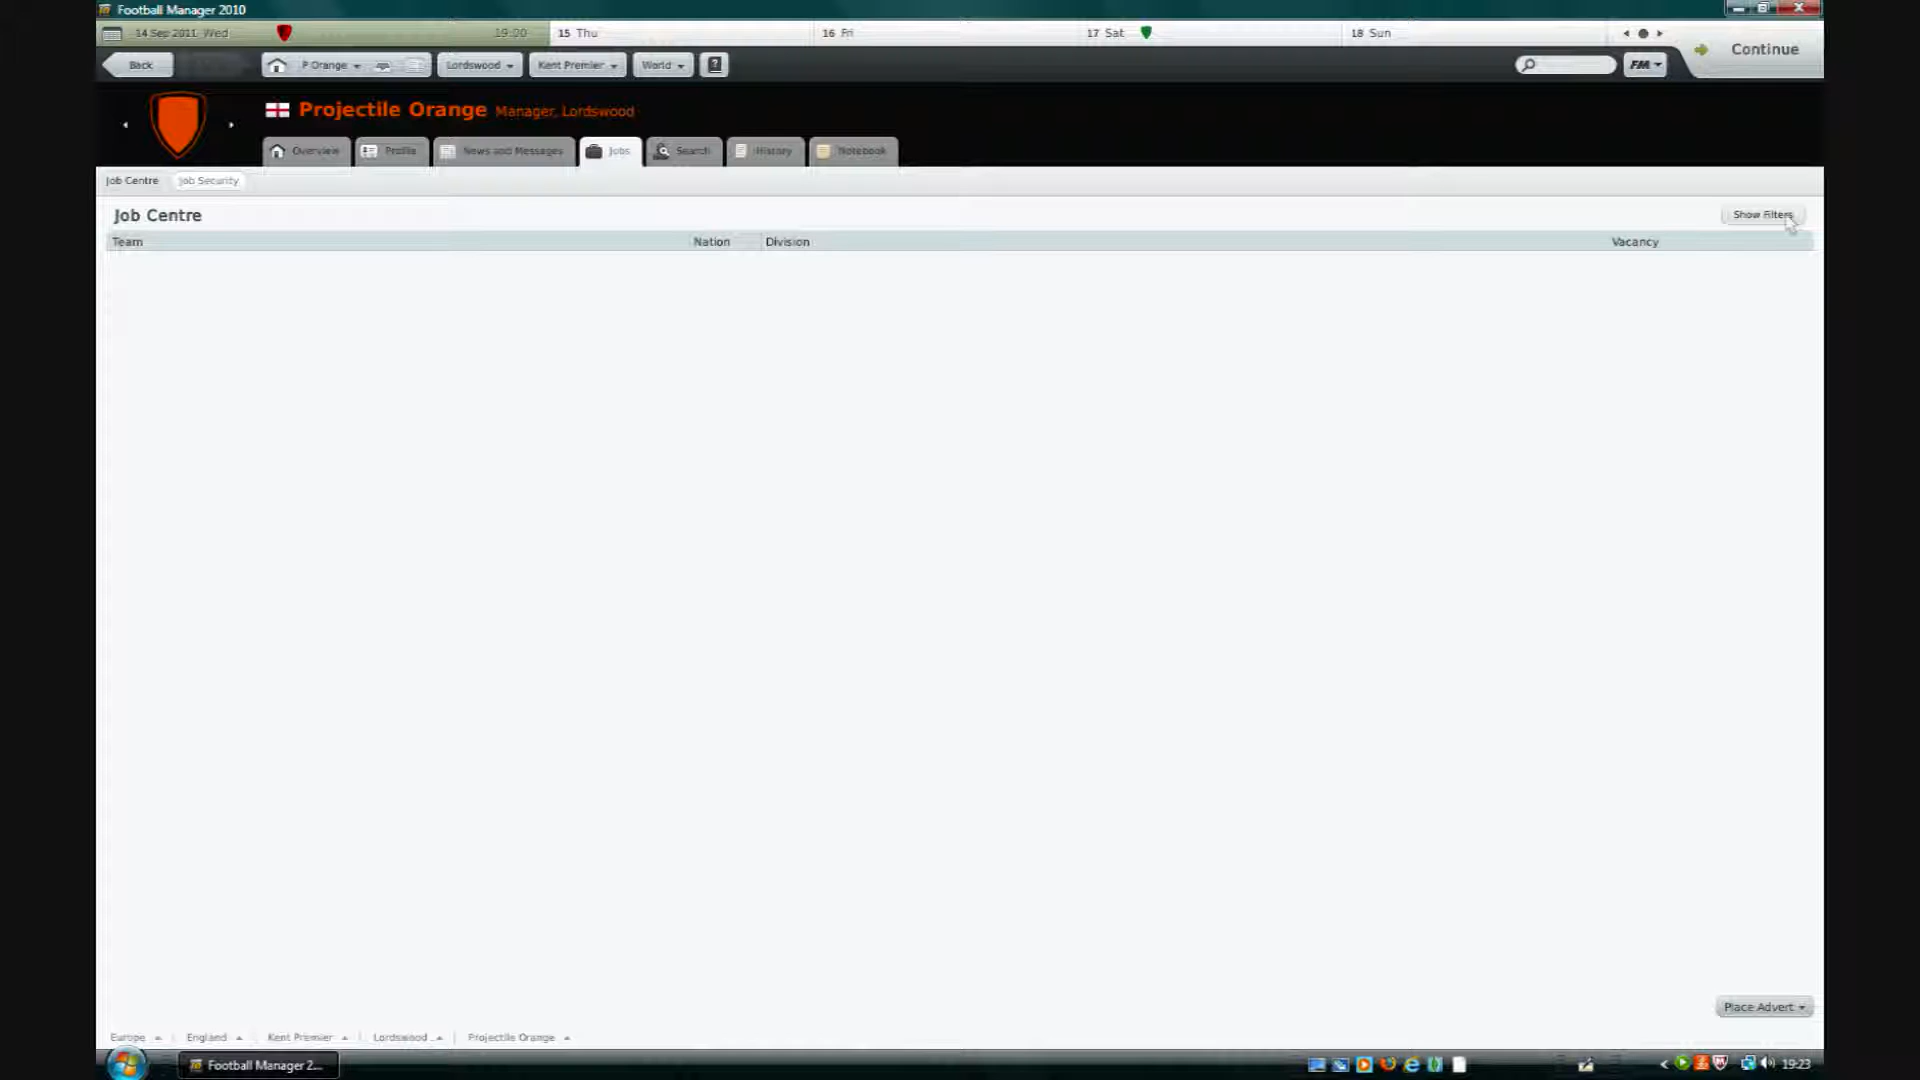 Football Manager 2010
14 Sep 2011 Wed 19:00 15 Thu 16 Fri 17 Sat 18 Sun
Continue
Back P Orange Lordswood Kent Premier World FM
Projectile Orange Manager, Lordswood
Overview Profile News and Messages Jobs Search History Notebook
Job Centre Job Security
Job Centre Show Filters
Team Nation Division Vacancy
Place Advert
Europe England Kent Premier Lordswood Projectile Orange
Football Manager 2... 19:23